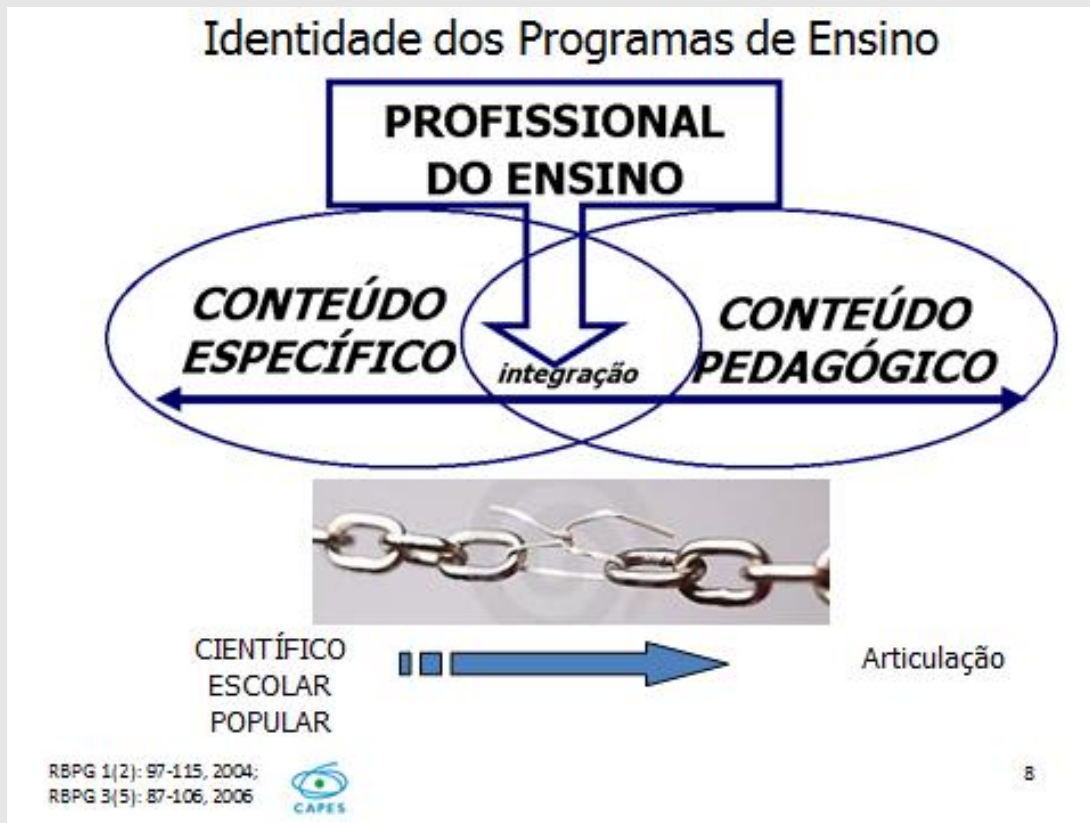 Identidade dos Programas de Ensino
PROFISSIONAL
DO ENSINO
CONTEÚDO
ESPECÍFICO
integração
CONTEÚDO
PEDAGÓGICO
CIENTÍFICO
ESCOLAR
POPULAR
Articulação
RBPG 1(2): 97-115, 2004;
RBPG 3(5): 87-106, 2006
CAPES
8